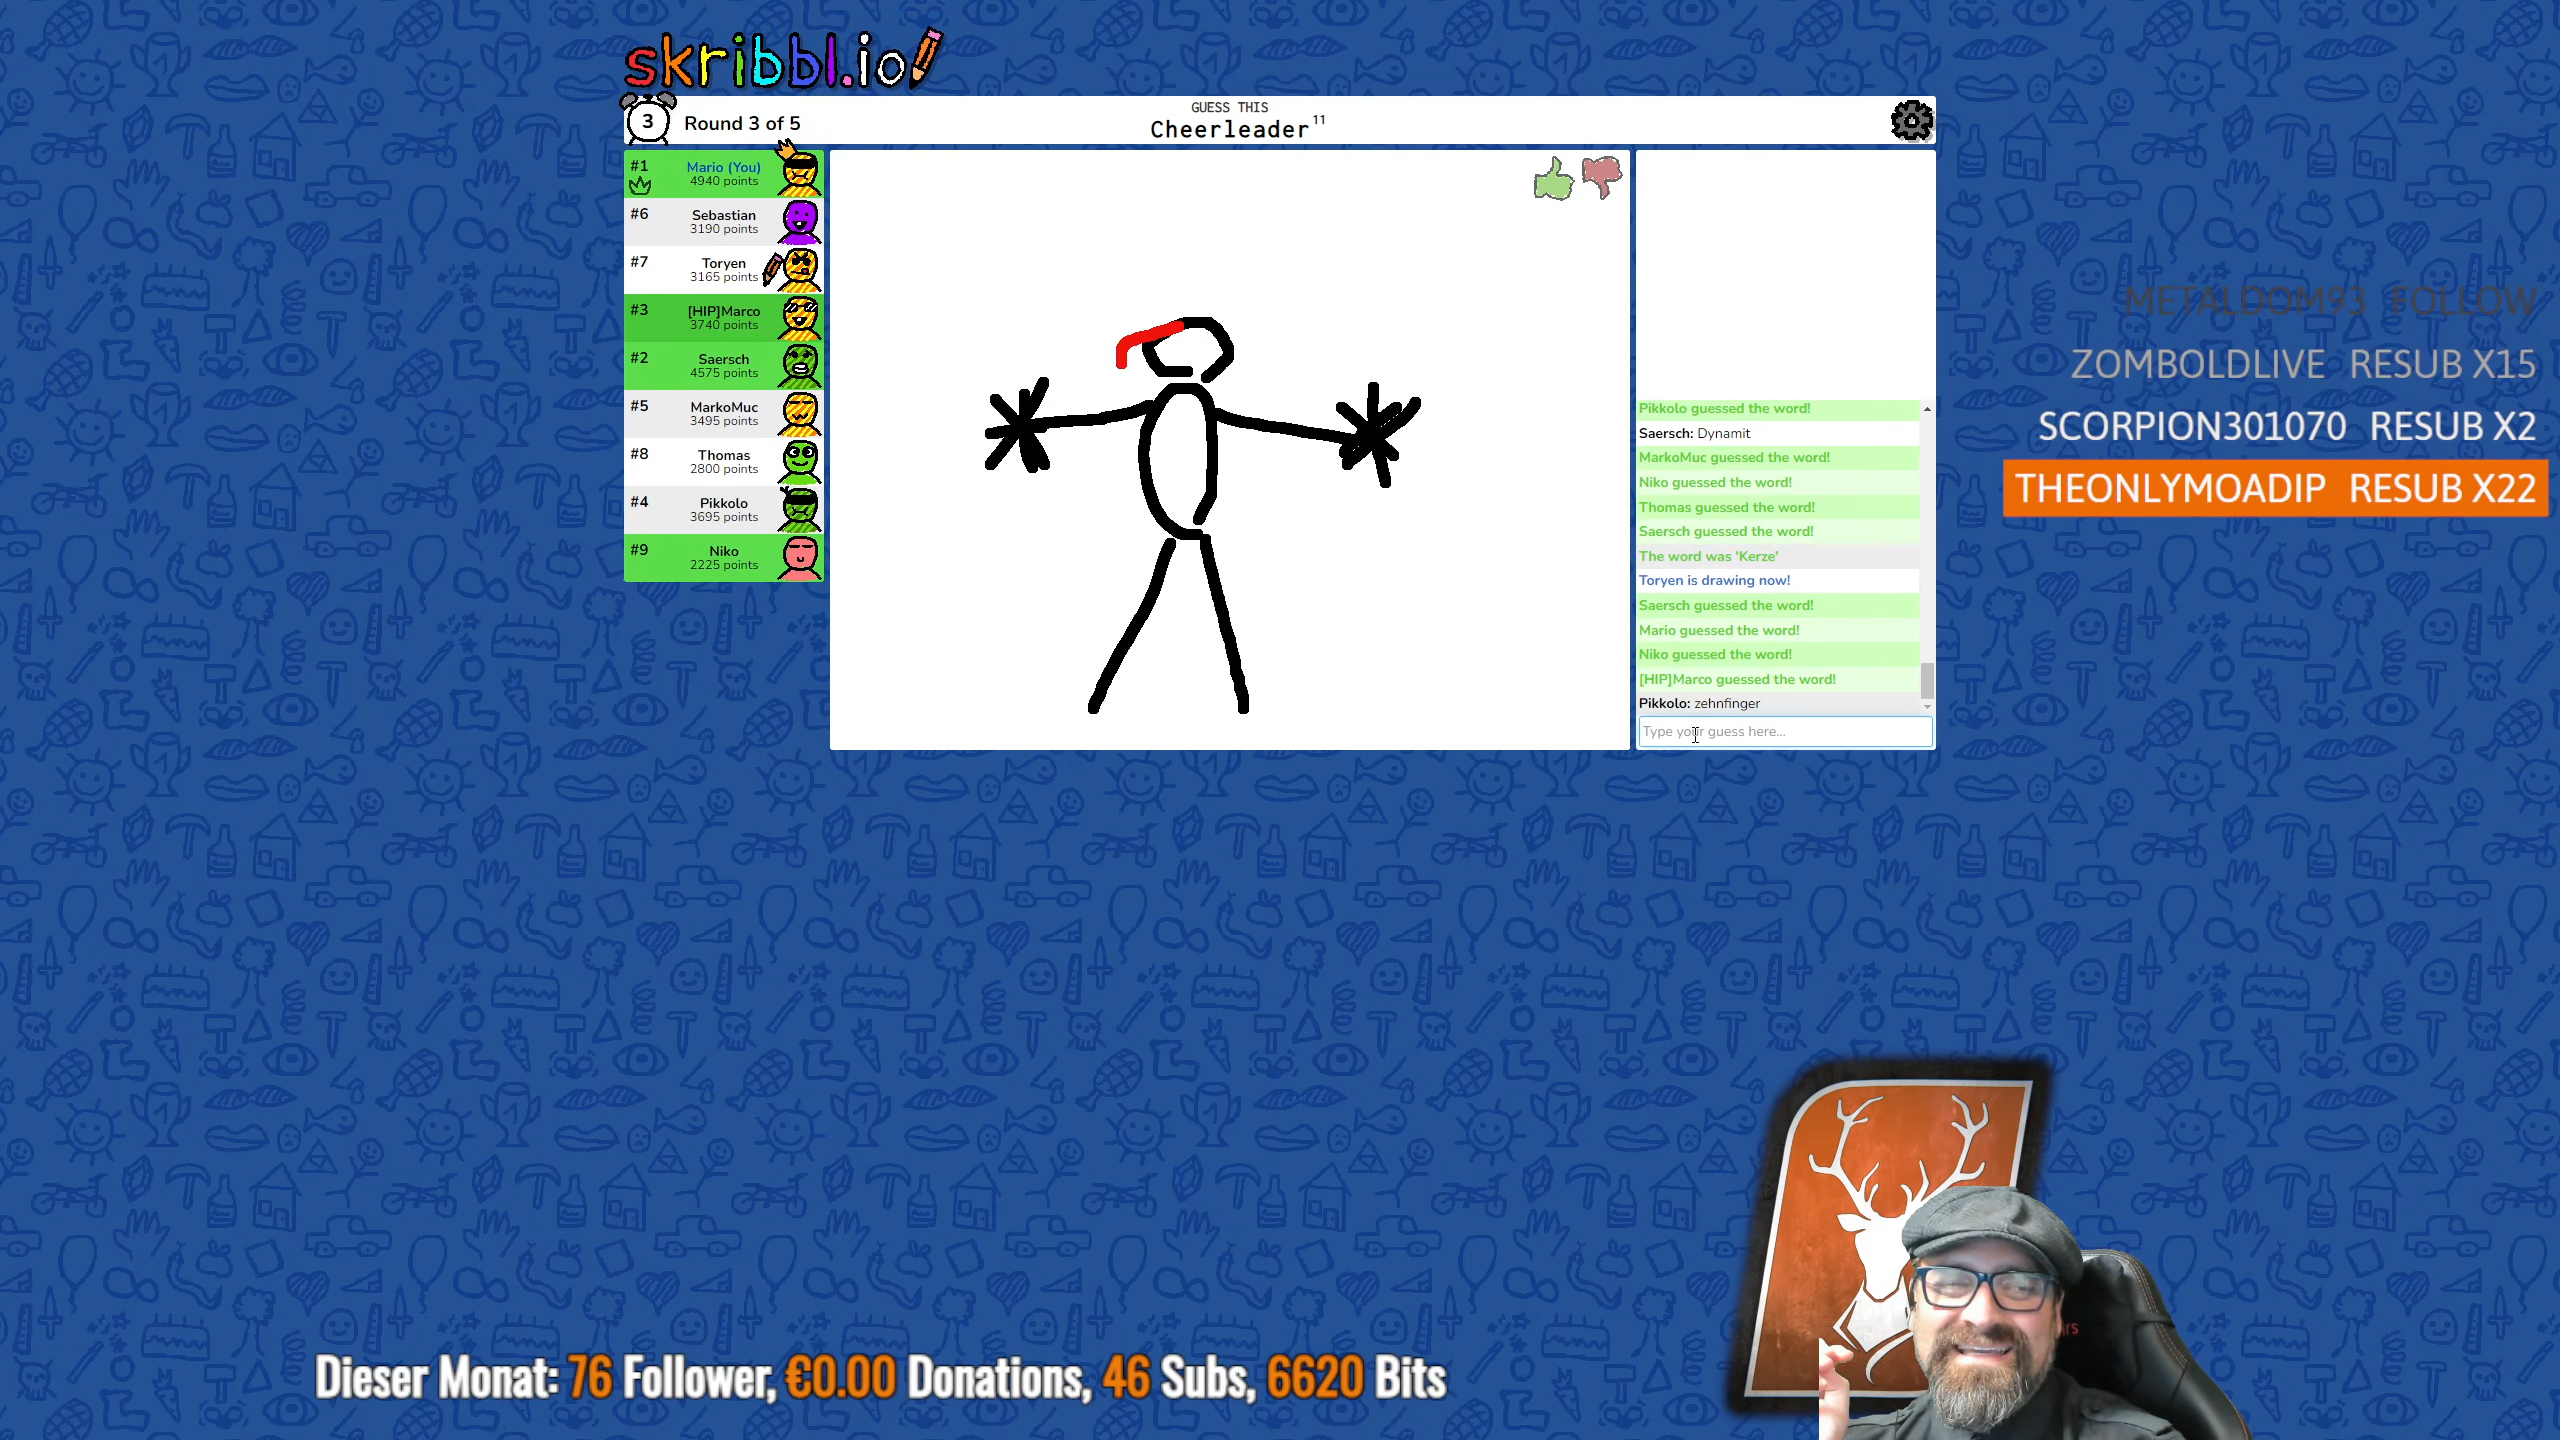 skribbl.io
3
Round 3 of 5
GUESS THIS
Cheerleader 11
#1
Mario (You)
4940 points
#6
Sebastian
3190 points
#7
Toryen
3165 points
#3
[HIP]Marco
3740 points
#2
Saersch
4575 points
#5
MarkoMuc
3495 points
#8
Thomas
2800 points
#4
Pikkolo
3695 points
#9
Niko
2225 points
Pikkolo guessed the word!
Saersch: Dynamit
MarkoMuc guessed the word!
Niko guessed the word!
Thomas guessed the word!
Saersch guessed the word!
The word was 'Kerze'
Toryen is drawing now!
Saersch guessed the word!
Mario guessed the word!
Niko guessed the word!
[HIP]Marco guessed the word!
Pikkolo: zehnfinger
Type your guess here...
METALDOM93 FOLLOW
ZOMBOLDLIVE RESUB X15
SCORPION301070 RESUB X2
THEONLYMOADIP RESUB X22
Dieser Monat: 76 Follower, €0.00 Donations, 46 Subs, 6620 Bits